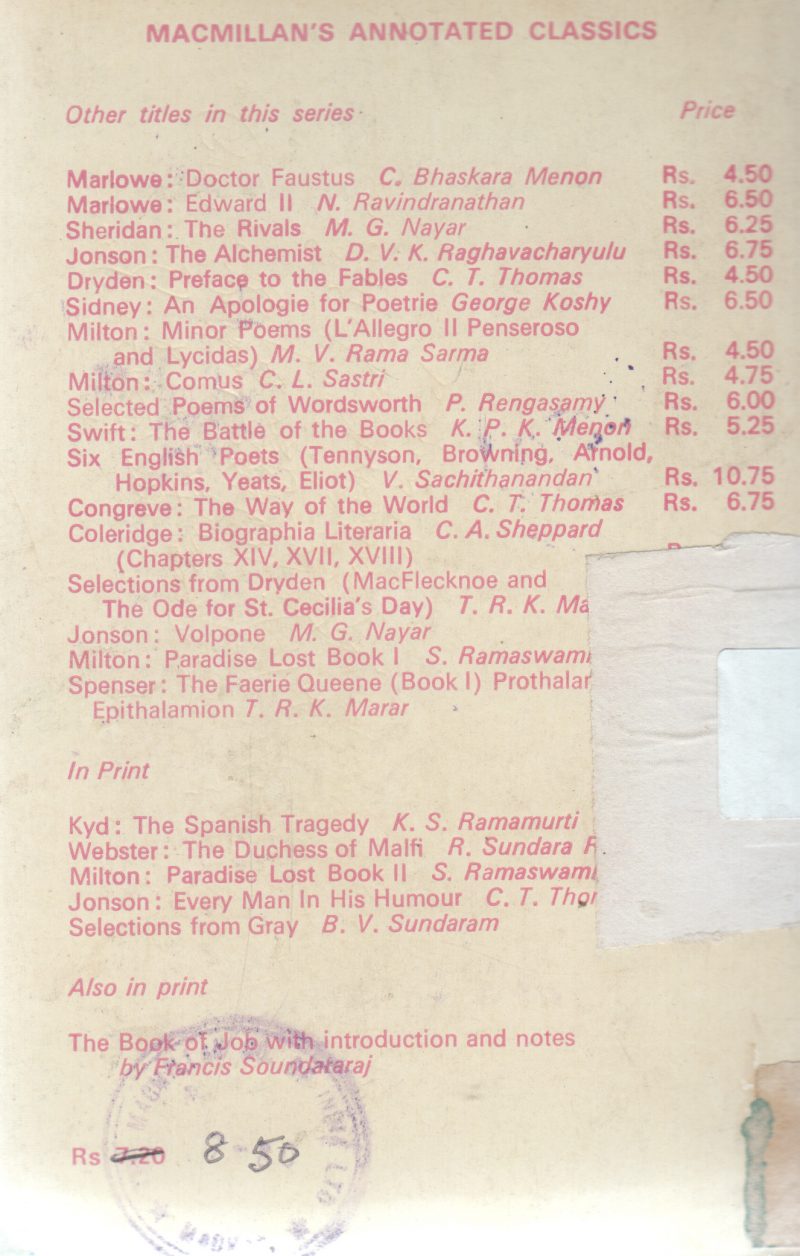 MACMILLAN'S ANNOTATED CLASSICS
Other titles in this series Price
Marlowe: Doctor Faustus C. Bhaskara Menon Rs. 4.50
Marlowe: Edward II N. Ravindranathan Rs. 6.50
Sheridan: The Rivals M. G. Nayar Rs. 6.25
Jonson: The Alchemist D. V. K. Raghavacharyulu Rs. 6.75
Dryden: Preface to the Fables C. T. Thomas Rs. 4.50
Sidney: An Apologie for Poetrie George Koshy Rs. 6.50
Milton: Minor Poems (L'Allegro II Penseroso
and Lycidas) M. V. Rama Sarma Rs. 4.50
Milton: Comus C. L. Sastri Rs. 4.75
Selected Poems of Wordsworth P. Rengasamy Rs. 6.00
Swift: The Battle of the Books K. P. K. Menon Rs. 5.25
Six English Poets (Tennyson, Browning, Arnold,
Hopkins, Yeats, Eliot) V. Sachithanandan Rs. 10.75
Congreve: The Way of the World C. T. Thomas Rs. 6.75
Coleridge: Biographia Literaria C. A. Sheppard
(Chapters XIV, XVII, XVIII)
Selections from Dryden (MacFlecknoe and
The Ode for St. Cecilia's Day) T. R. K. Ma
Jonson: Volpone M. G. Nayar
Milton: Paradise Lost Book I S. Ramaswami
Spenser: The Faerie Queene (Book I) Prothalar
Epithalamion T. R. K. Marar
In Print
Kyd: The Spanish Tragedy K. S. Ramamurti
Webster: The Duchess of Malfi R. Sundara R
Milton: Paradise Lost Book II S. Ramaswami
Jonson: Every Man In His Humour C. T. Thor
Selections from Gray B. V. Sundaram
Also in print
The Book of Job with introduction and notes
by Francis Soundararaj
Rs 7.20 8-50
INDIA LTD